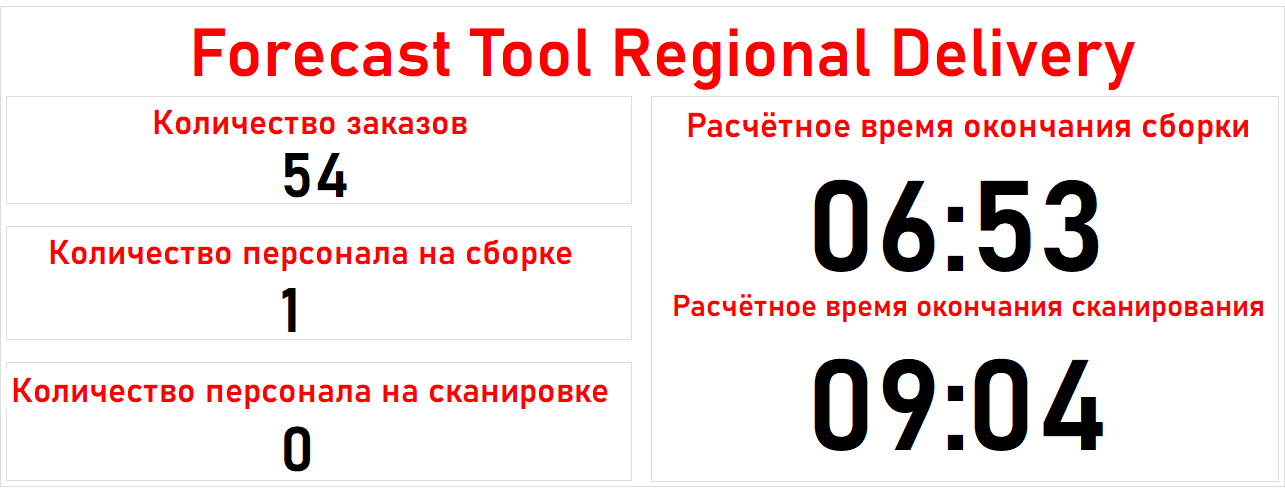 Forecast Tool Regional Delivery
Количество заказов
54
Количество персонала на сборке
1
Количество персонала на сканировке
0
Расчётное время окончания сборки
06:53
Расчётное время окончания сканирования
09:04